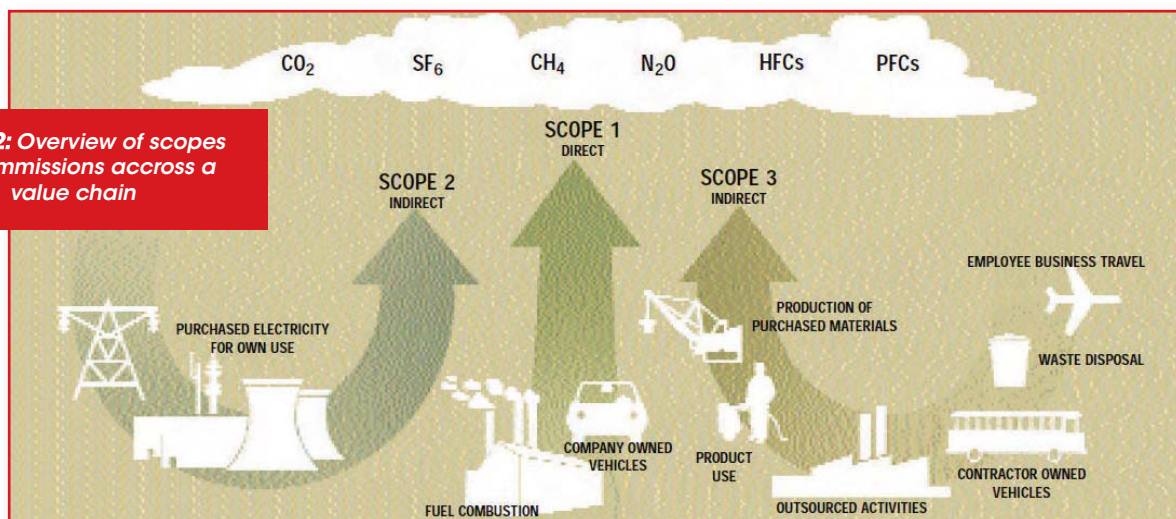 CO₂ SF₆ CH₄ N₂O HFCs PFCs
2: Overview of scopes
mmissions accross a
value chain
SCOPE 1
DIRECT
SCOPE 2
INDIRECT
SCOPE 3
INDIRECT
PURCHASED ELECTRICITY
FOR OWN USE
FUEL COMBUSTION
COMPANY OWNED
VEHICLES
PRODUCTION OF
PURCHASED MATERIALS
PRODUCT
USE
OUTSOURCED ACTIVITIES
EMPLOYEE BUSINESS TRAVEL
WASTE DISPOSAL
CONTRACTOR OWNED
VEHICLES